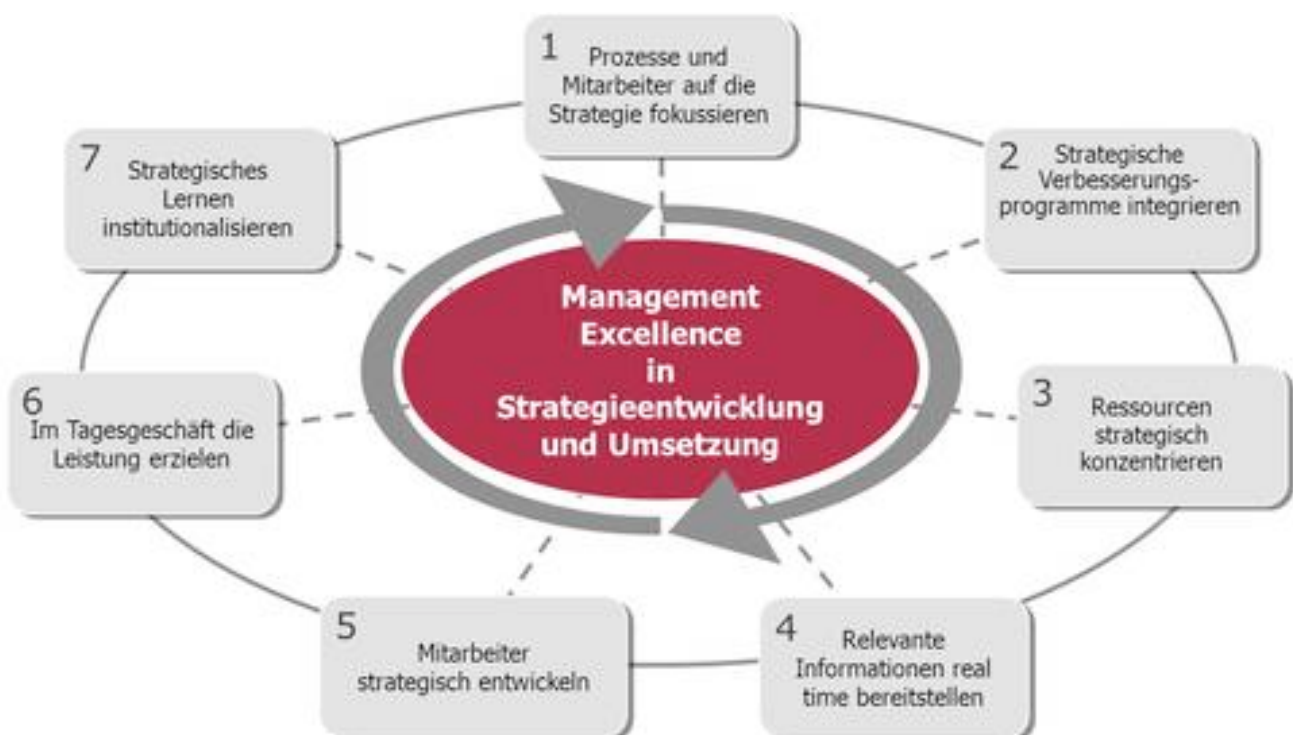 1
Prozesse und
Mitarbeiter auf die
Strategie fokussieren
2
Strategische
Verbesserungs-
programme integrieren
3
Ressourcen
strategisch
konzentrieren
4
Relevante
Informationen real
time bereitstellen
5
Mitarbeiter
strategisch entwickeln
6
Im Tagesgeschäft die
Leistung erzielen
7
Strategisches
Lernen
institutionalisieren
Management
Excellence
in
Strategieentwicklung
und Umsetzung